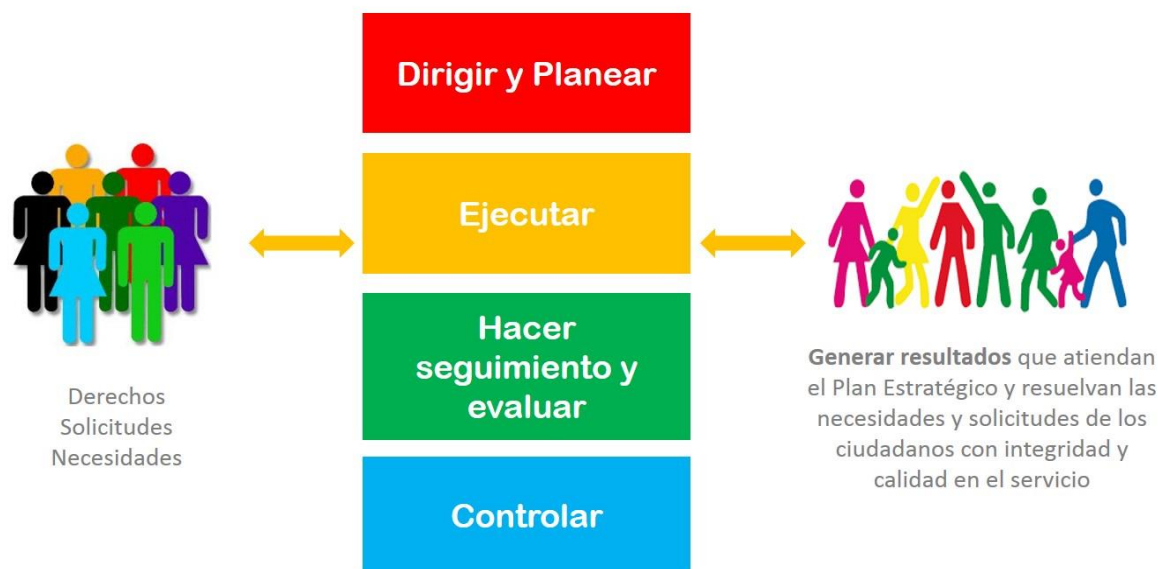 Dirigir y Planear
Ejecutar
Hacer
seguimiento y
evaluar
Controlar
Derechos
Solicitudes
Necesidades
Generar resultados que atiendan
el Plan Estratégico y resuelvan las
necesidades y solicitudes de los
ciudadanos con integridad y
calidad en el servicio